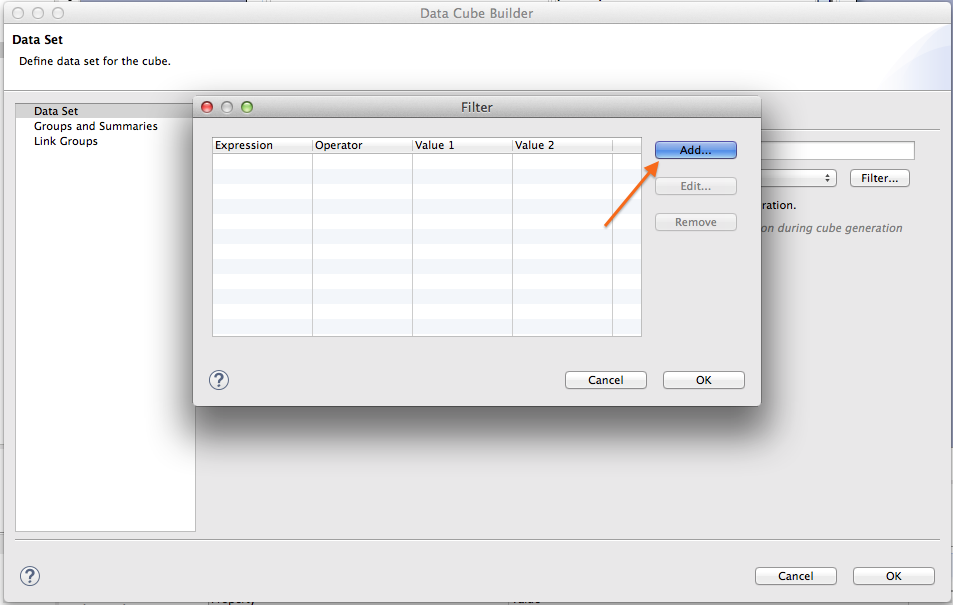 Data Cube Builder
Data Set
Define data set for the cube.
Data Set
Groups and Summaries
Link Groups
Filter
Expression Operator Value 1 Value 2
Add...
Edit...
Remove
Filter...
ration.
on during cube generation
? Cancel OK
? Cancel OK